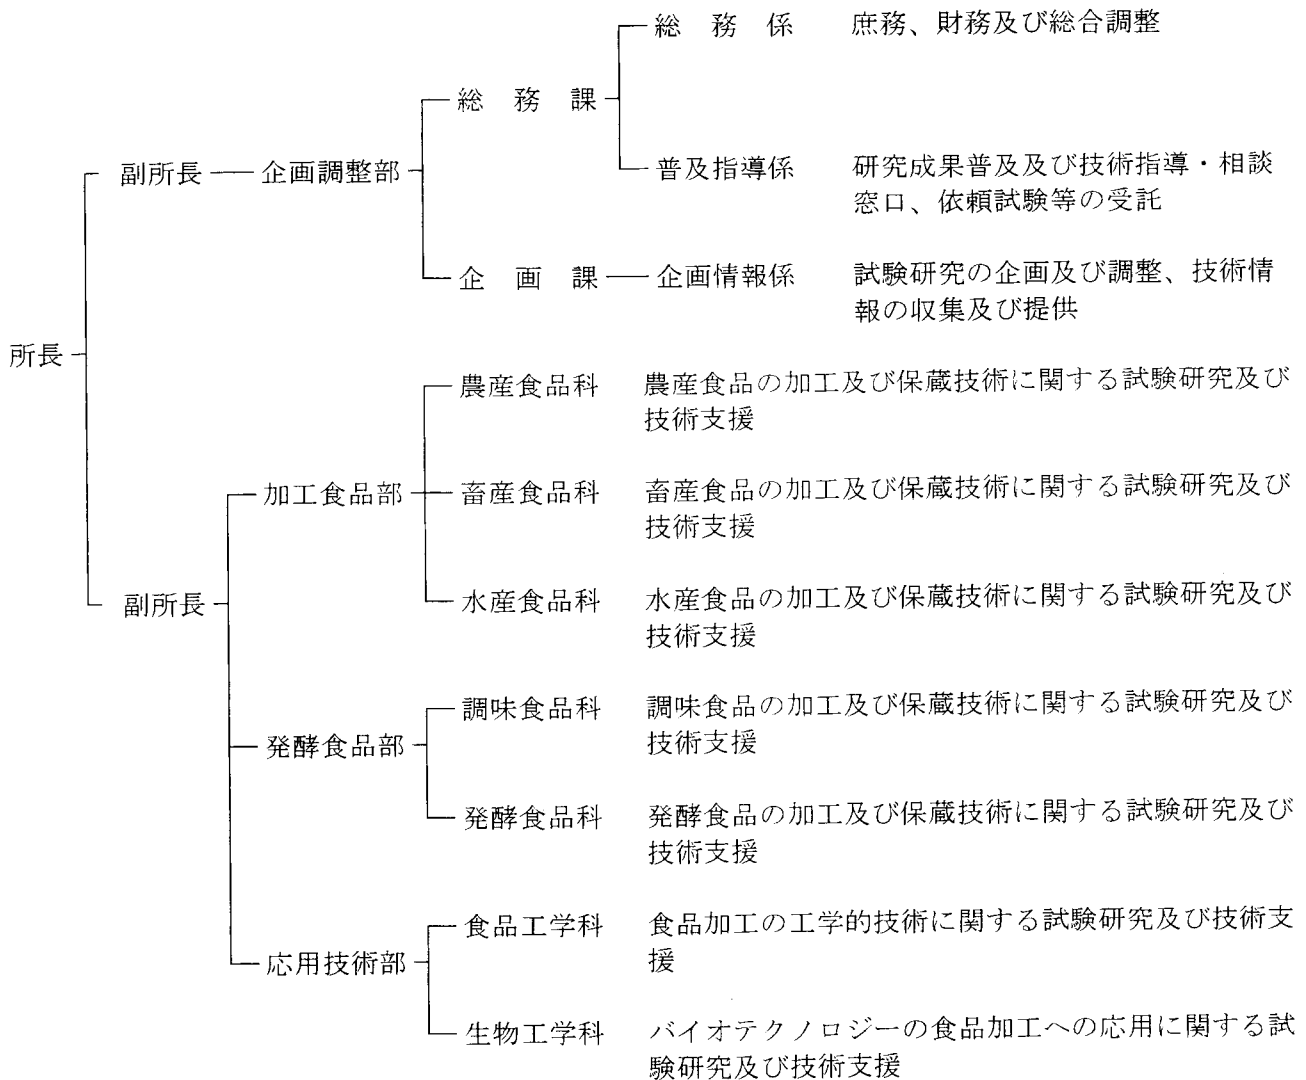 総務係 庶務、財務及び総合調整
総務課
普及指導係 研究成果普及及び技術指導・相談
窓口、依頼試験等の受託
副所長 企画調整部
企画課 企画情報係 試験研究の企画及び調整、技術情
報の収集及び提供
所長
農産食品科 農産食品の加工及び保蔵技術に関する試験研究及び
技術支援
加工食品部 畜産食品科 畜産食品の加工及び保蔵技術に関する試験研究及び
技術支援
副所長 水産食品科 水産食品の加工及び保蔵技術に関する試験研究及び
技術支援
調味食品科 調味食品の加工及び保蔵技術に関する試験研究及び
技術支援
発酵食品部
発酵食品科 発酵食品の加工及び保蔵技術に関する試験研究及び
技術支援
食品工学科 食品加工の工学的技術に関する試験研究及び技術支
援
応用技術部
生物工学科 バイオテクノロジーの食品加工への応用に関する試
験研究及び技術支援